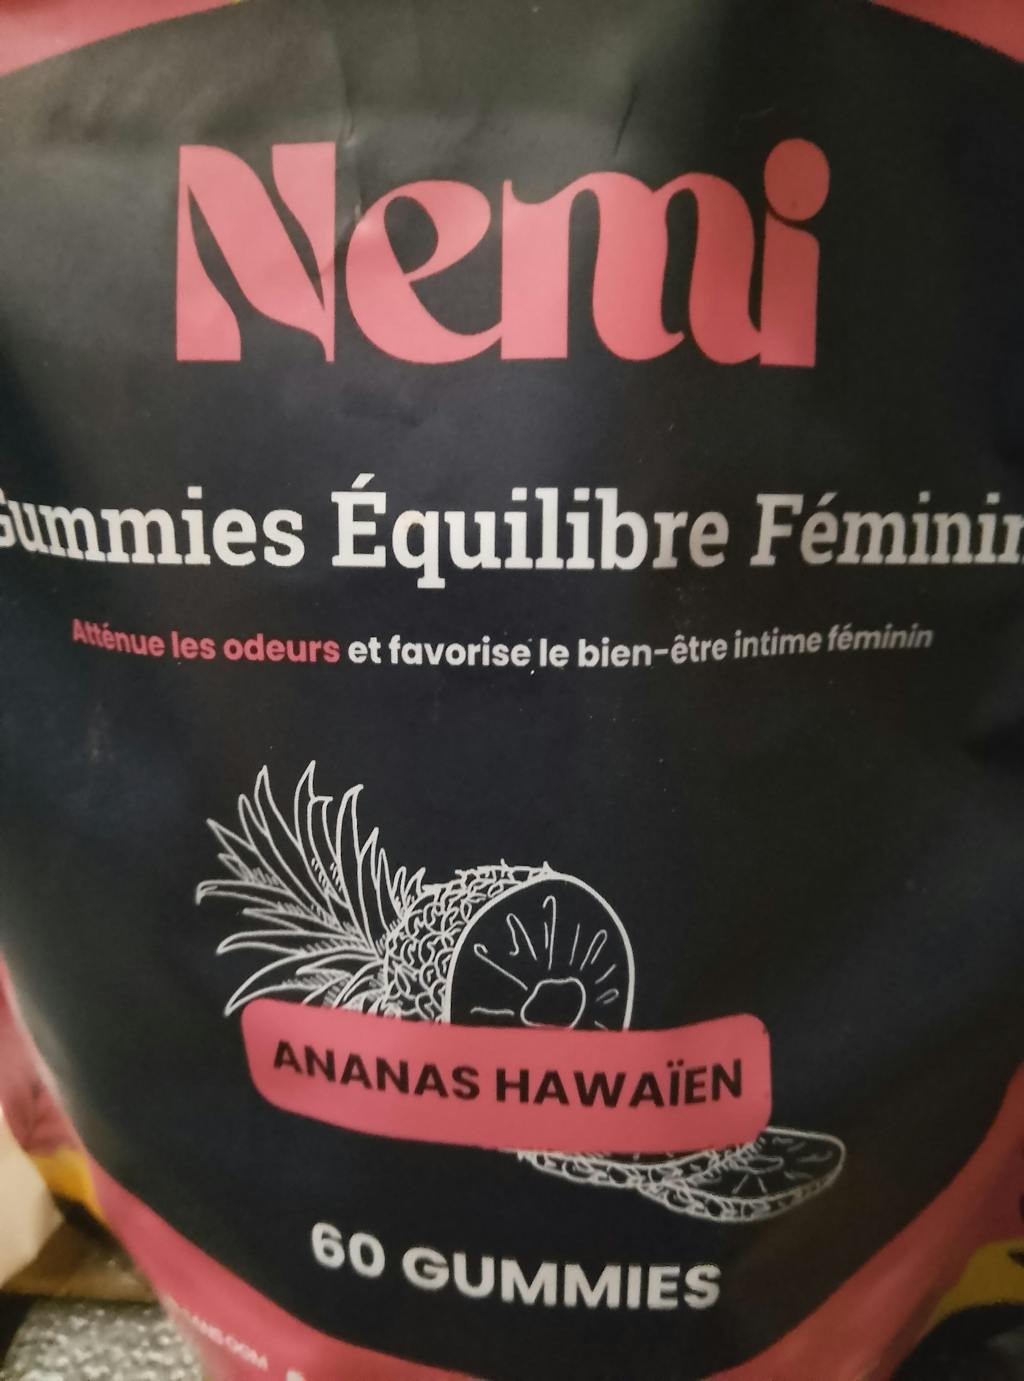 Nemi
Gummies Équilibre Féminin
Atténue les odeurs et favorise le bien-être intime féminin
ANANAS HAWAÏEN
60 GUMMIES